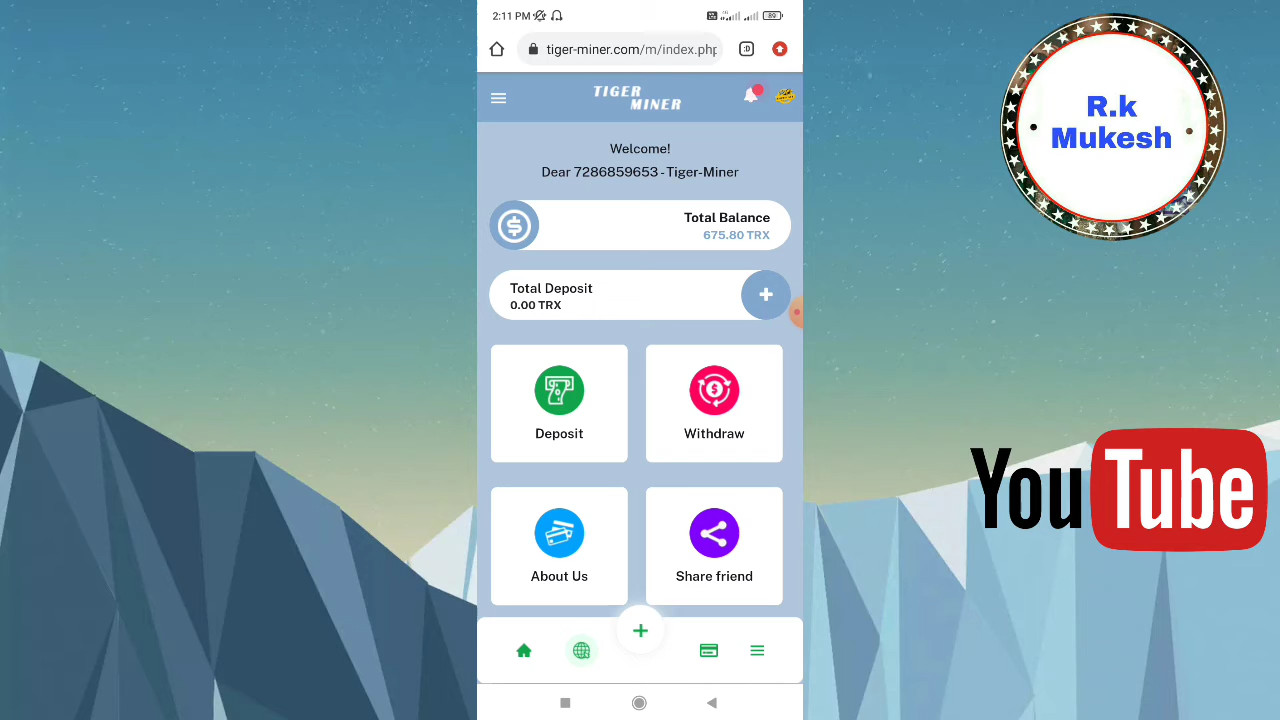 2:11 PM
89
tiger-miner.com/m/index.php
:D
TIGER
MINER
Welcome!
Dear 7286859653 - Tiger-Miner
Total Balance
675.80 TRX
Total Deposit
0.00 TRX
Deposit
Withdraw
About Us
Share friend
R.k
Mukesh
YouTube